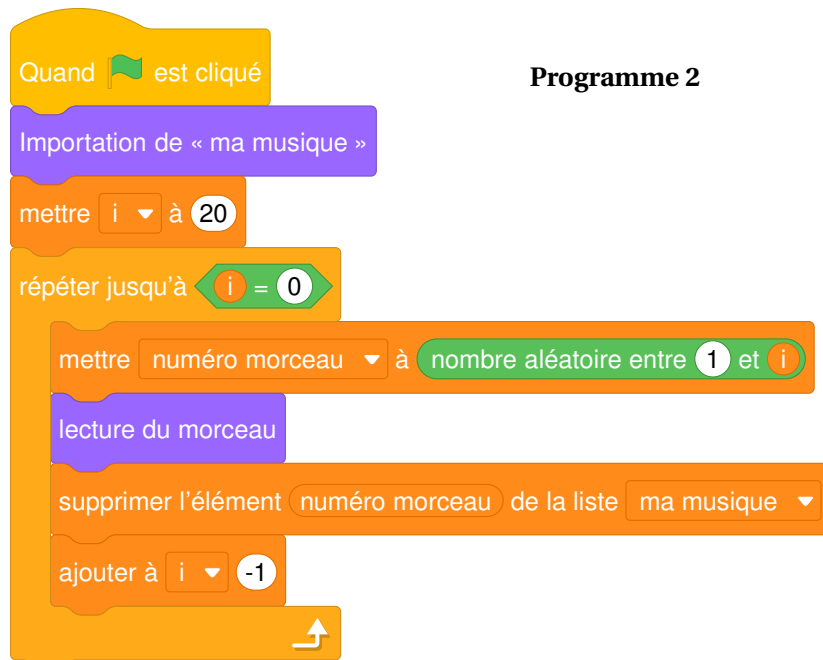 Quand est cliqué
Programme 2
Importation de « ma musique »
mettre i à 20
répéter jusqu'à i = 0
mettre numéro morceau à nombre aléatoire entre 1 et i
lecture du morceau
supprimer l'élément numéro morceau de la liste ma musique
ajouter à i -1